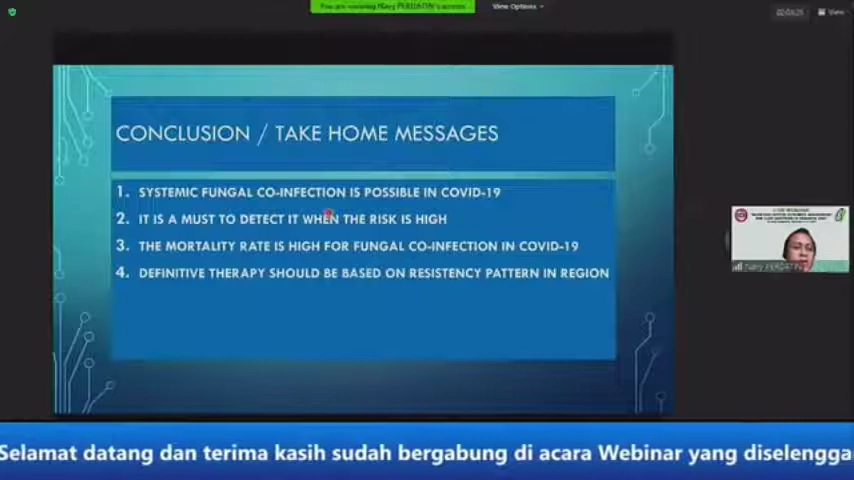 View Options
View
CONCLUSION / TAKE HOME MESSAGES
1. SYSTEMIC FUNGAL CO-INFECTION IS POSSIBLE IN COVID-19
2. IT IS A MUST TO DETECT IT WHEN THE RISK IS HIGH
3. THE MORTALITY RATE IS HIGH FOR FUNGAL CO-INFECTION IN COVID-19
4. DEFINITIVE THERAPY SHOULD BE BASED ON RESISTENCY PATTERN IN REGION
Selamat datang dan terima kasih sudah bergabung di acara Webinar yang diselengga